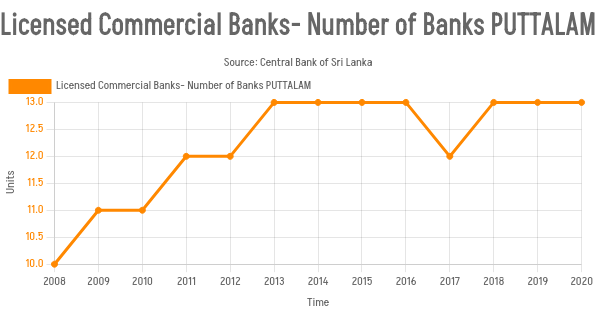 Licensed Commercial Banks- Number of Banks PUTTALAM
Source: Central Bank of Sri Lanka
Licensed Commercial Banks- Number of Banks PUTTALAM
13.0
12.5
12.0
11.5
11.0
10.5
10.0
Units
2008 2009 2010 2011 2012 2013 2014 2015 2016 2017 2018 2019 2020
Time